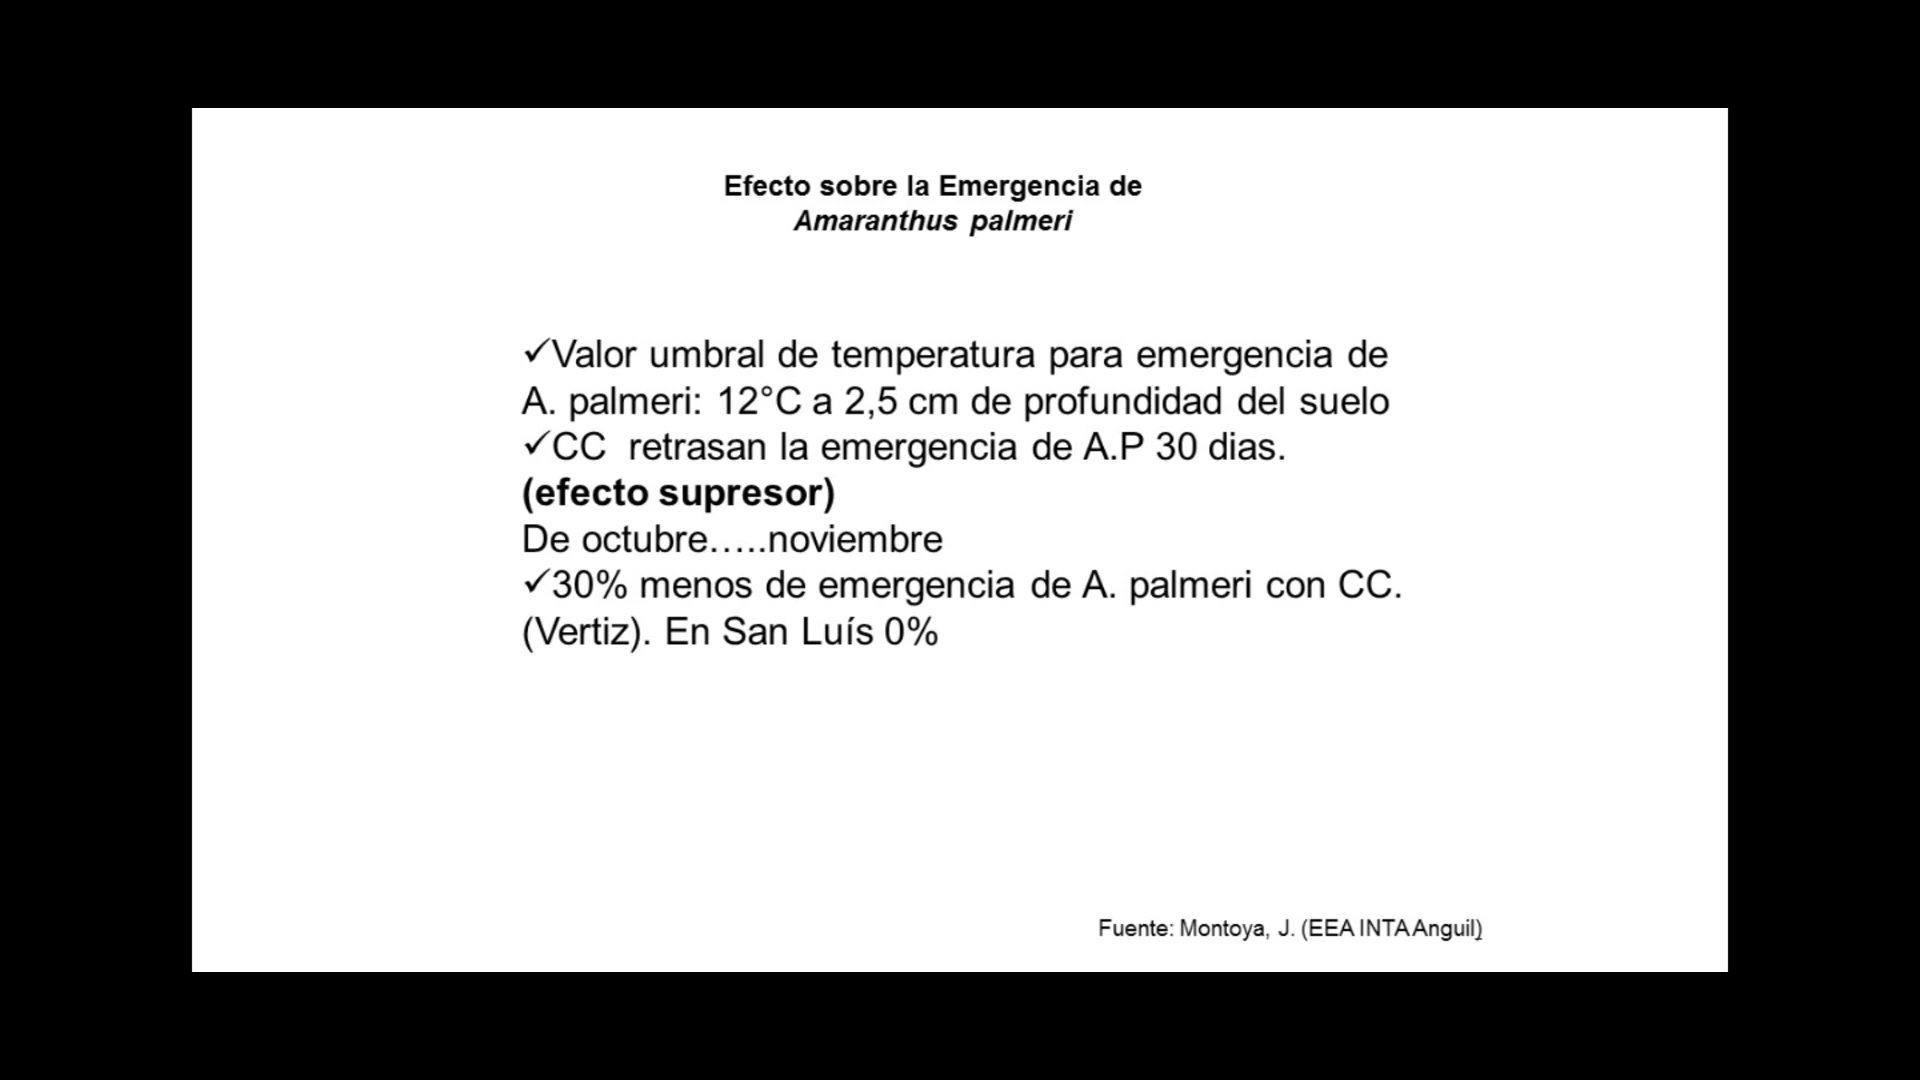 Efecto sobre la Emergencia de
Amaranthus palmeri
✓Valor umbral de temperatura para emergencia de
A. palmeri: 12°C a 2,5 cm de profundidad del suelo
✓CC retrasan la emergencia de A.P 30 dias.
(efecto supresor)
De octubre…..noviembre
✓30% menos de emergencia de A. palmeri con CC.
(Vertiz). En San Luís 0%
Fuente: Montoya, J. (EEA INTA Anguil)